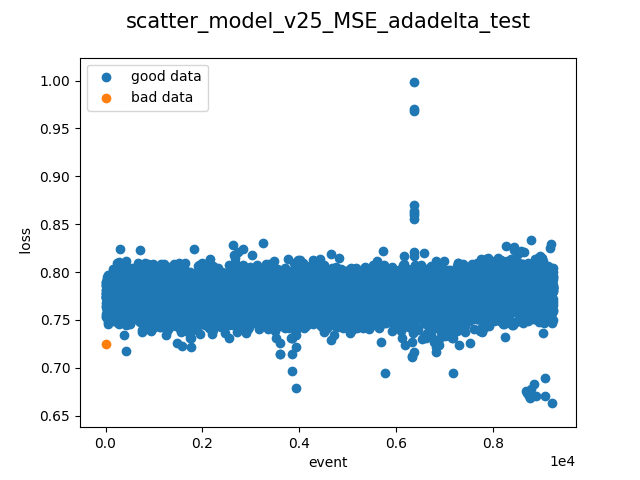 scatter_model_v25_MSE_adadelta_test
good data
bad data
1.00
0.95
0.90
0.85
0.80
0.75
0.70
0.65
loss
0.0
0.2
0.4
0.6
0.8
1e4
event